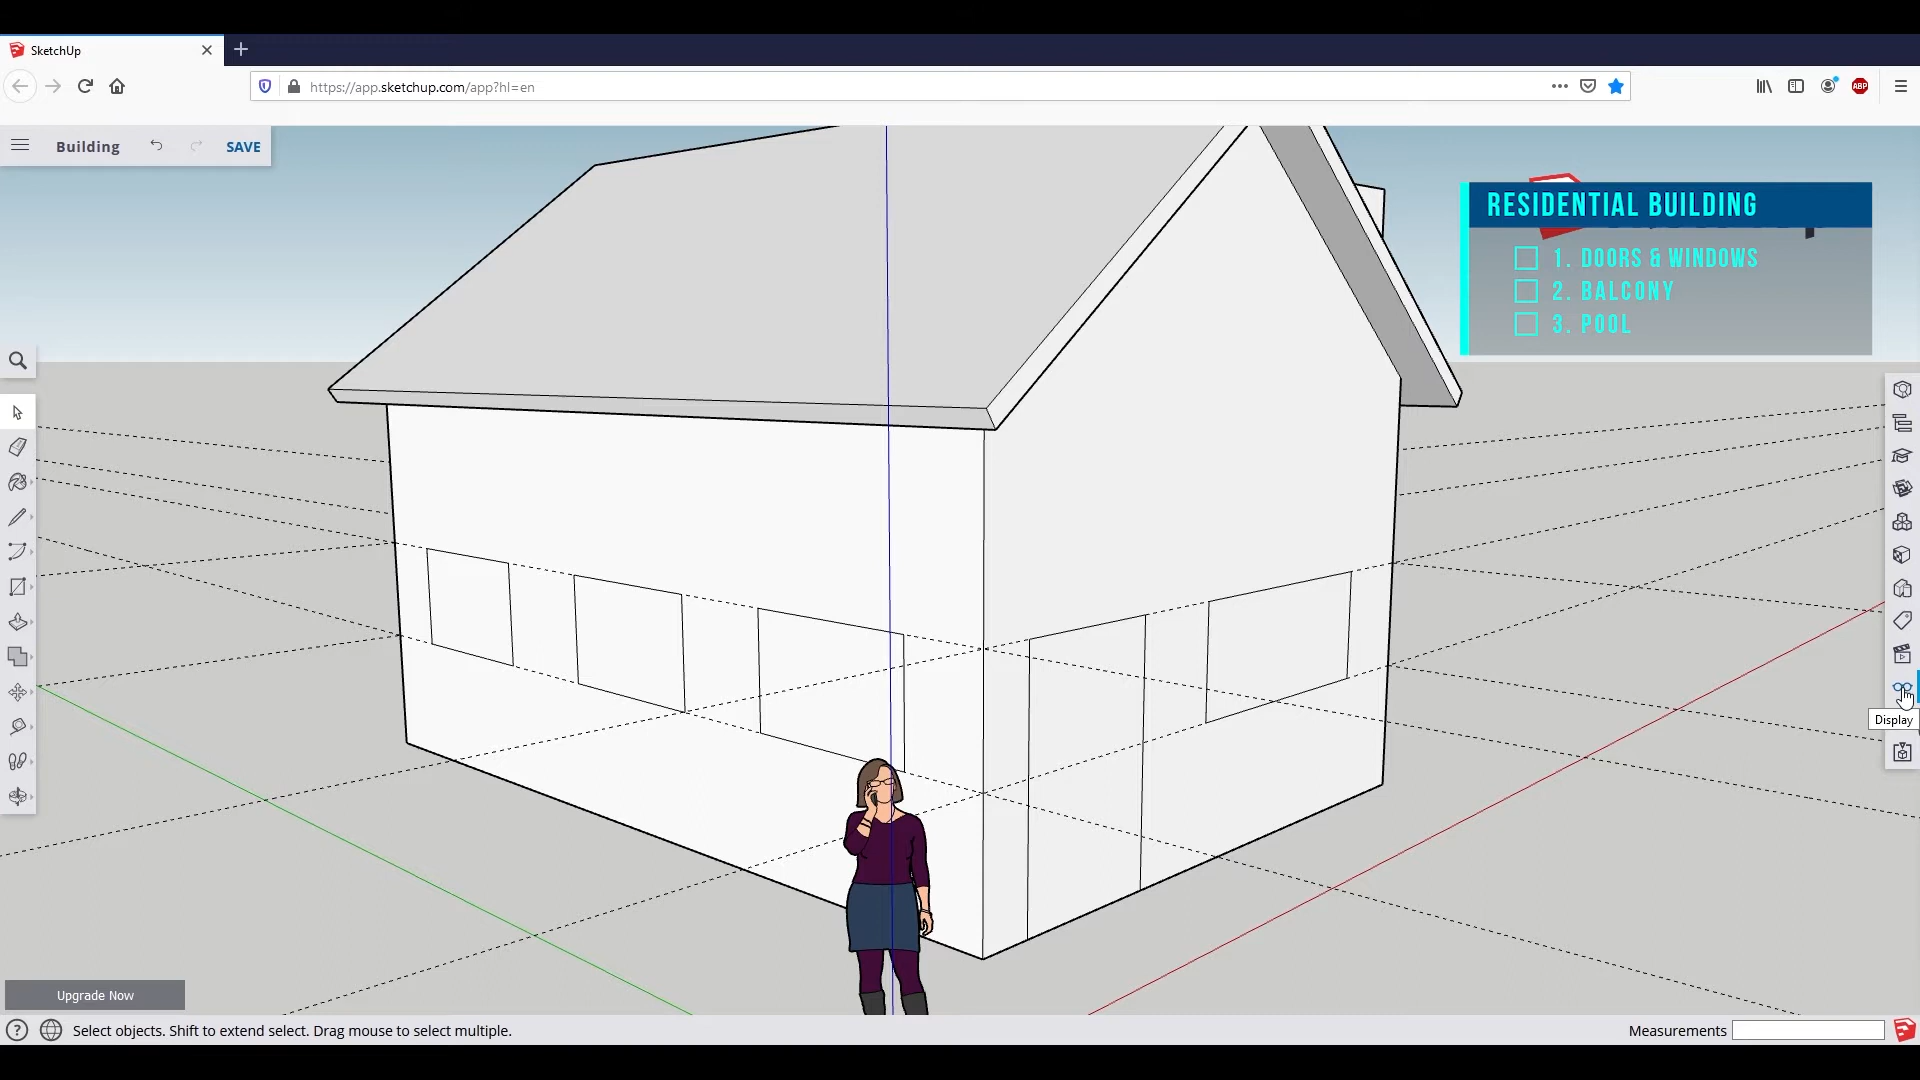 SketchUp
https://app.sketchup.com/app?hl=en
ABP
Building
SAVE
RESIDENTIAL BUILDING
1. DOORS & WINDOWS
2. BALCONY
3. POOL
Display
Upgrade Now
Select objects. Shift to extend select. Drag mouse to select multiple.
Measurements